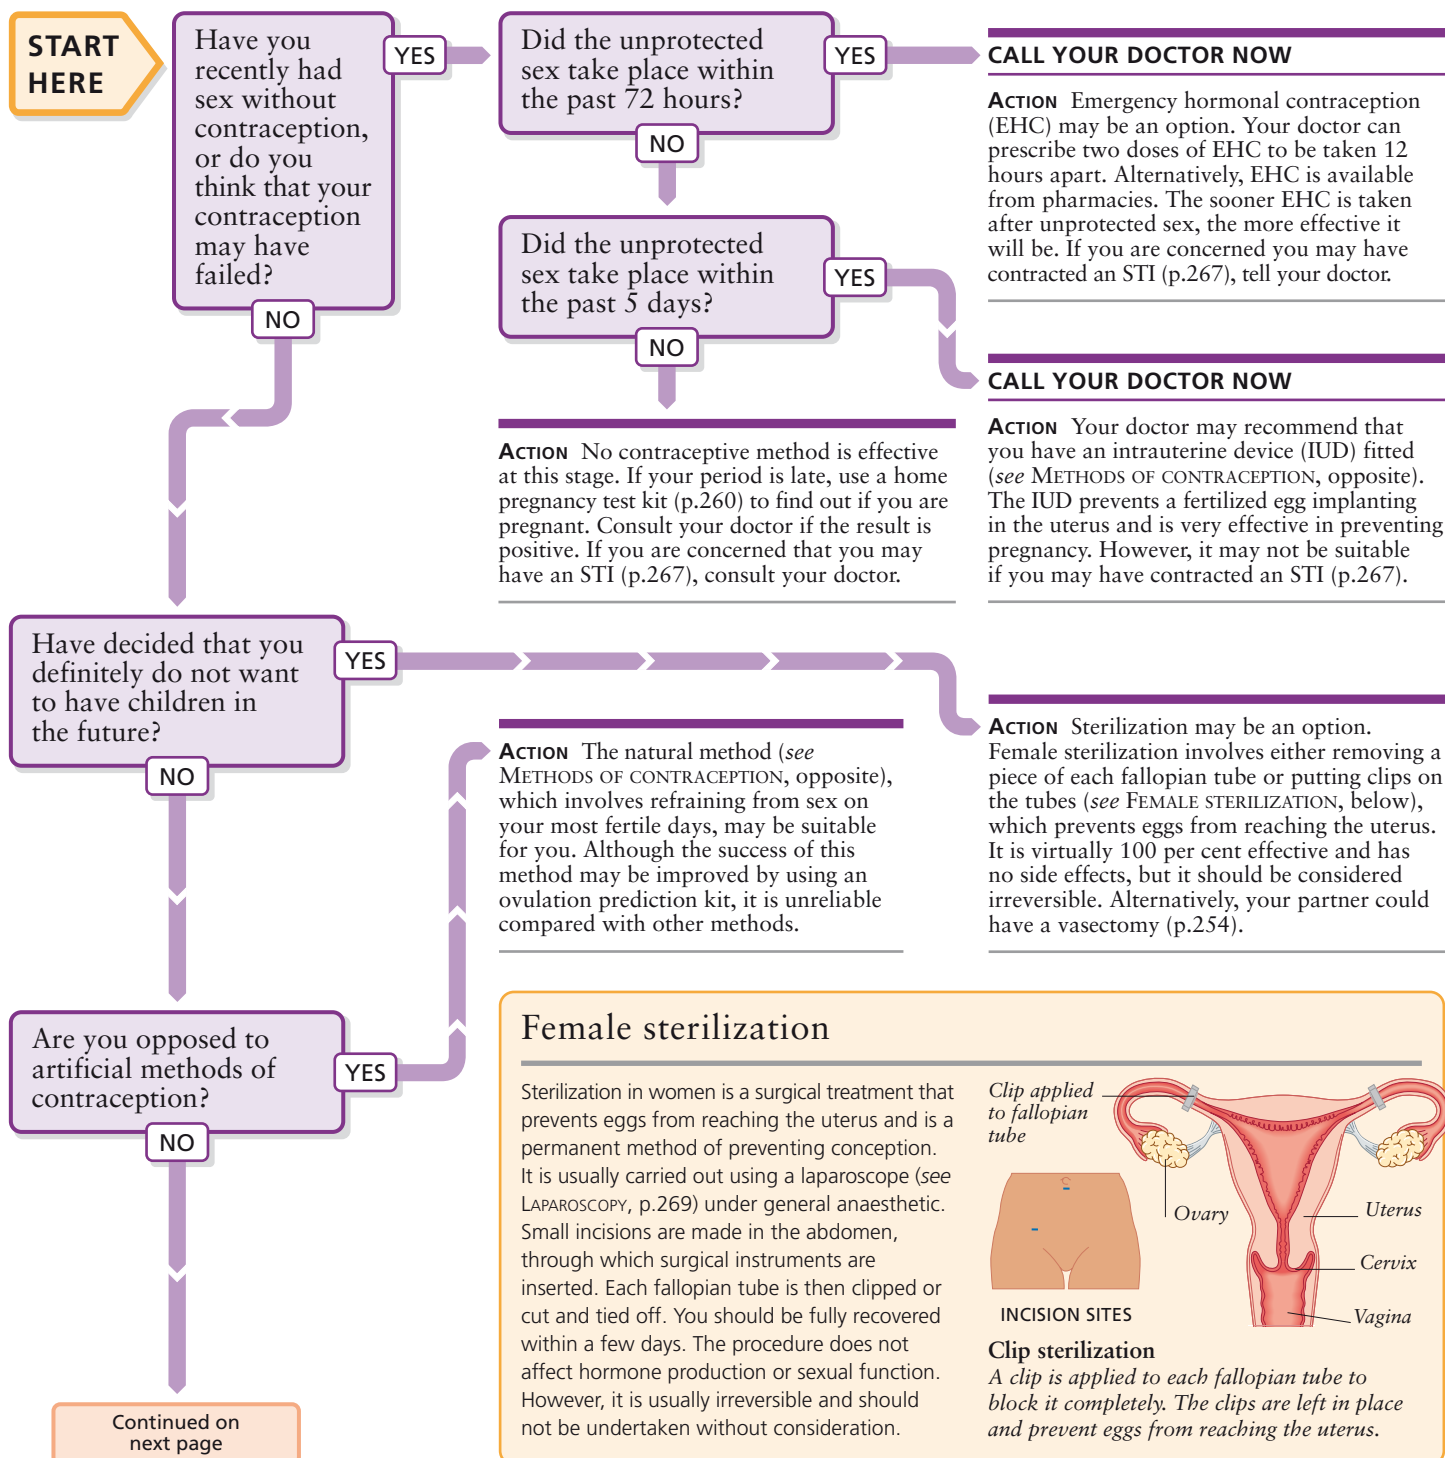 START
HERE
Have you
recently had
sex without
contraception,
or do you
think that your
contraception
may have
failed?
YES
NO
Did the unprotected
sex take place within
the past 72 hours?
YES
NO
CALL YOUR DOCTOR NOW
ACTION Emergency hormonal contraception
(EHC) may be an option. Your doctor can
prescribe two doses of EHC to be taken 12
hours apart. Alternatively, EHC is available
from pharmacies. The sooner EHC is taken
after unprotected sex, the more effective it
will be. If you are concerned you may have
contracted an STI (p.267), tell your doctor.
Did the unprotected
sex take place within
the past 5 days?
YES
NO
CALL YOUR DOCTOR NOW
ACTION Your doctor may recommend that
you have an intrauterine device (IUD) fitted
(see METHODS OF CONTRACEPTION, opposite).
The IUD prevents a fertilized egg implanting
in the uterus and is very effective in preventing
pregnancy. However, it may not be suitable
if you may have contracted an STI (p.267).
ACTION No contraceptive method is effective
at this stage. If your period is late, use a home
pregnancy test kit (p.260) to find out if you are
pregnant. Consult your doctor if the result is
positive. If you are concerned that you may
have an STI (p.267), consult your doctor.
Have decided that you
definitely do not want
to have children in
the future?
YES
NO
ACTION Sterilization may be an option.
Female sterilization involves either removing a
piece of each fallopian tube or putting clips on
the tubes (see FEMALE STERILIZATION, below),
which prevents eggs from reaching the uterus.
It is virtually 100 per cent effective and has
no side effects, but it should be considered
irreversible. Alternatively, your partner could
have a vasectomy (p.254).
ACTION The natural method (see
METHODS OF CONTRACEPTION, opposite),
which involves refraining from sex on
your most fertile days, may be suitable
for you. Although the success of this
method may be improved by using an
ovulation prediction kit, it is unreliable
compared with other methods.
Are you opposed to
artificial methods of
contraception?
YES
NO
Continued on
next page
Female sterilization
Sterilization in women is a surgical treatment that
prevents eggs from reaching the uterus and is a
permanent method of preventing conception.
It is usually carried out using a laparoscope (see
LAPAROSCOPY, p.269) under general anaesthetic.
Small incisions are made in the abdomen,
through which surgical instruments are
inserted. Each fallopian tube is then clipped or
cut and tied off. You should be fully recovered
within a few days. The procedure does not
affect hormone production or sexual function.
However, it is usually irreversible and should
not be undertaken without consideration.
Clip applied
to fallopian
tube
Ovary
Uterus
Cervix
Vagina
INCISION SITES
Clip sterilization
A clip is applied to each fallopian tube to
block it completely. The clips are left in place
and prevent eggs from reaching the uterus.